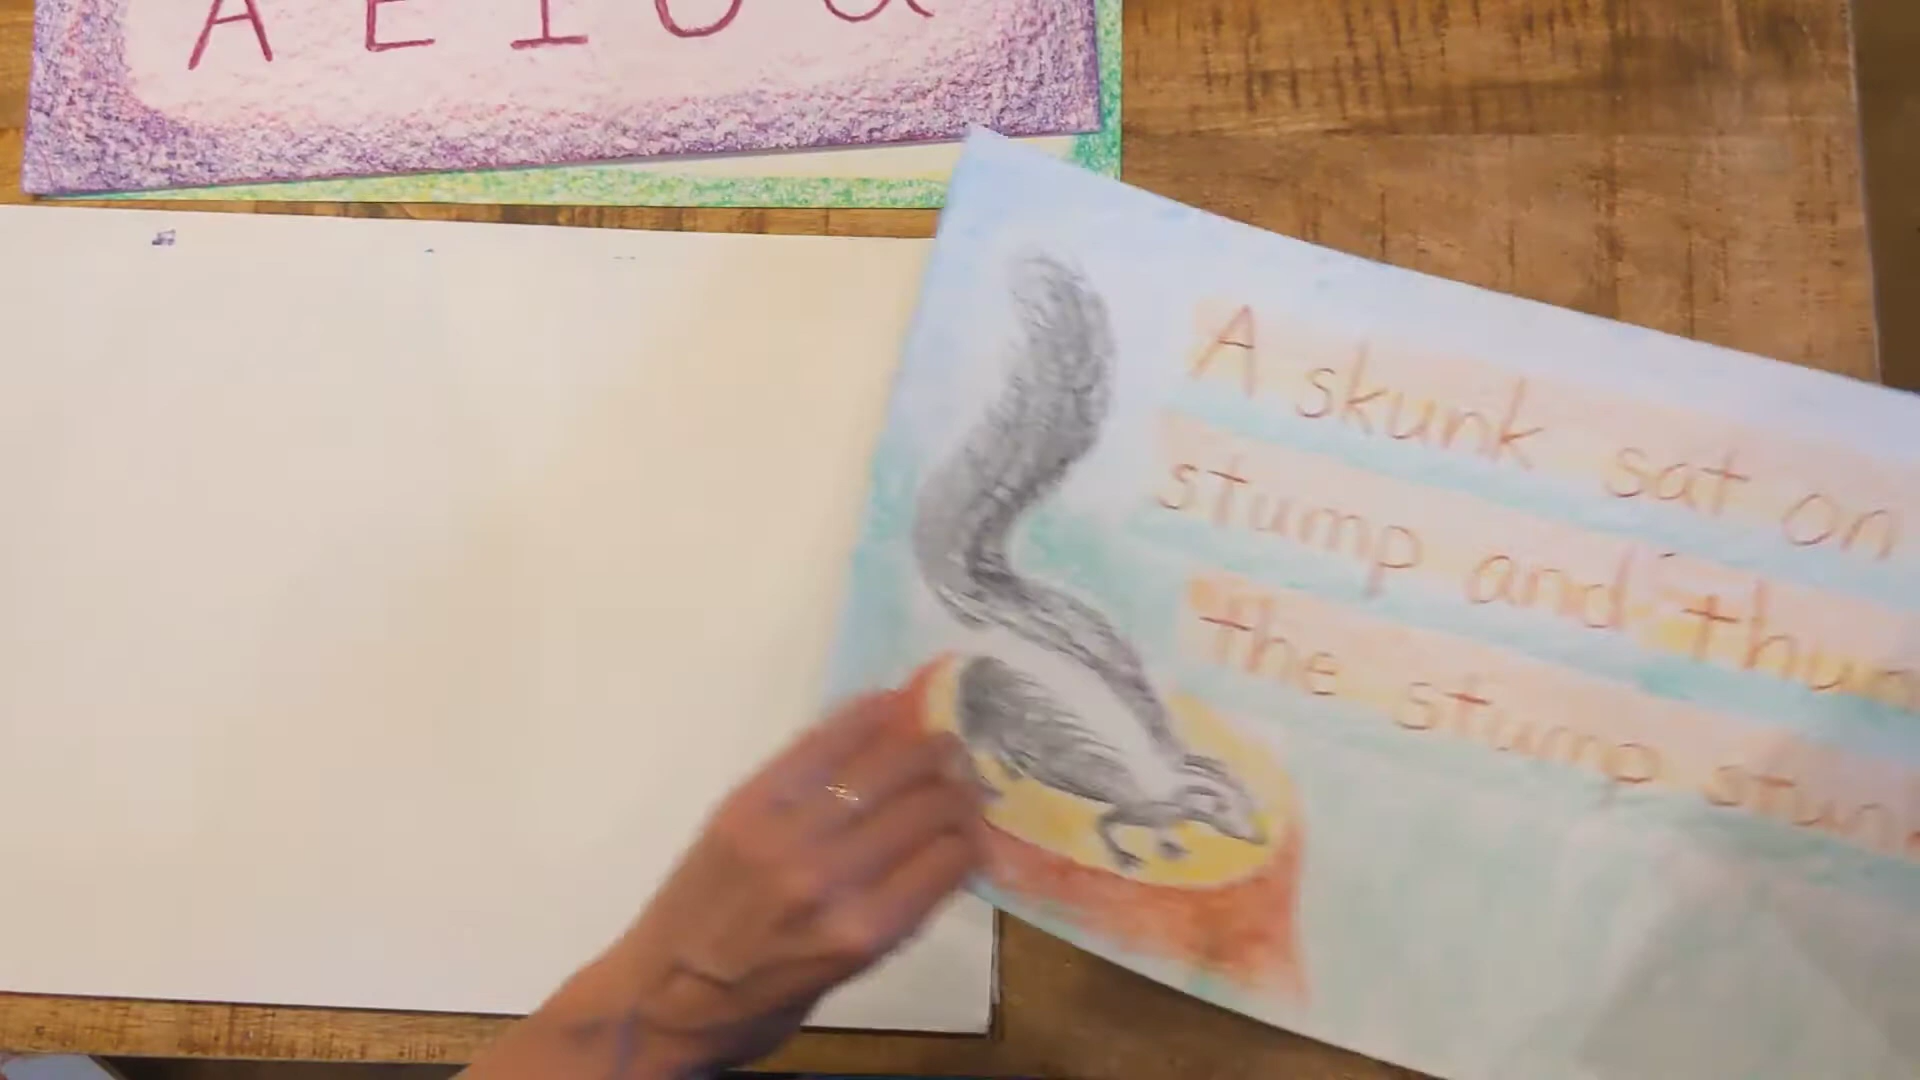 A E I O U
A skunk sat on
stump and
the stump